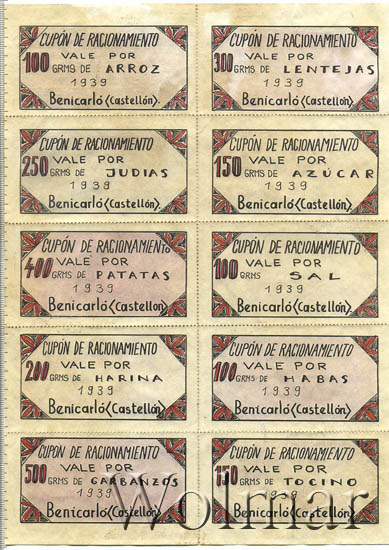 CUPÓN DE RACIONAMIENTO
VALE POR
100 GRMS DE ARROZ
1939
Benicarló (Castellón).
CUPÓN DE RACIONAMIENTO
VALE POR
300 GRMS DE LENTEJAS
1939
Benicarló (Castellón).
CUPÓN DE RACIONAMIENTO
VALE POR
250 GRMS DE JUDIAS
1939
Benicarló (Castellón).
CUPÓN DE RACIONAMIENTO
VALE POR
150 GRMS DE AZÚCAR
1939
Benicarló (Castellón).
CUPÓN DE RACIONAMIENTO
VALE POR
400 GRMS DE PATATAS
1939
Benicarló (Castellón).
CUPÓN DE RACIONAMIENTO
VALE POR
100 GRMS SAL
1939
Benicarló (Castellón).
CUPÓN DE RACIONAMIENTO
VALE POR
200 GRMS DE HARINA
1939
Benicarló (Castellón).
CUPÓN DE RACIONAMIENTO
VALE POR
100 GRMS DE HABAS
1939
Benicarló (Castellón).
CUPÓN DE RACIONAMIENTO
VALE POR
500 GRMS DE GARBANZOS
1939
Benicarló (Castellón).
CUPÓN DE RACIONAMIENTO
VALE POR
150 GRMS DE TOCINO
1939
Benicarló (Castellón).
Wolmar